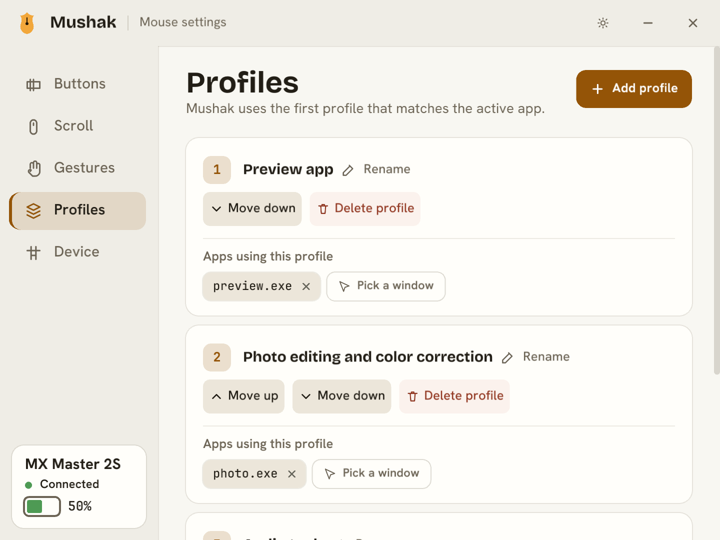 Mushak
Mouse settings
Buttons
Scroll
Gestures
Profiles
Device
MX Master 2S
Connected
50%
Profiles
Mushak uses the first profile that matches the active app.
Add profile
1 Preview app Rename
Move down Delete profile
Apps using this profile
preview.exe Pick a window
2 Photo editing and color correction Rename
Move up Move down Delete profile
Apps using this profile
photo.exe Pick a window